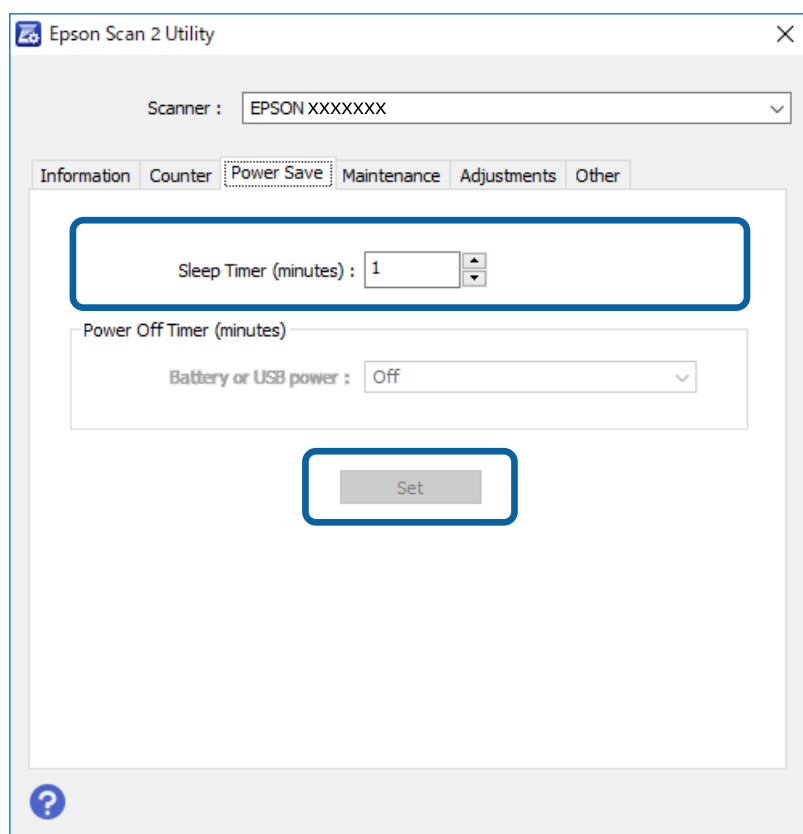 Epson Scan 2 Utility
Scanner : EPSON XXXXXXX
Information Counter Power Save Maintenance Adjustments Other
Sleep Timer (minutes) : 1
Power Off Timer (minutes)
Battery or USB power : Off
Set
?